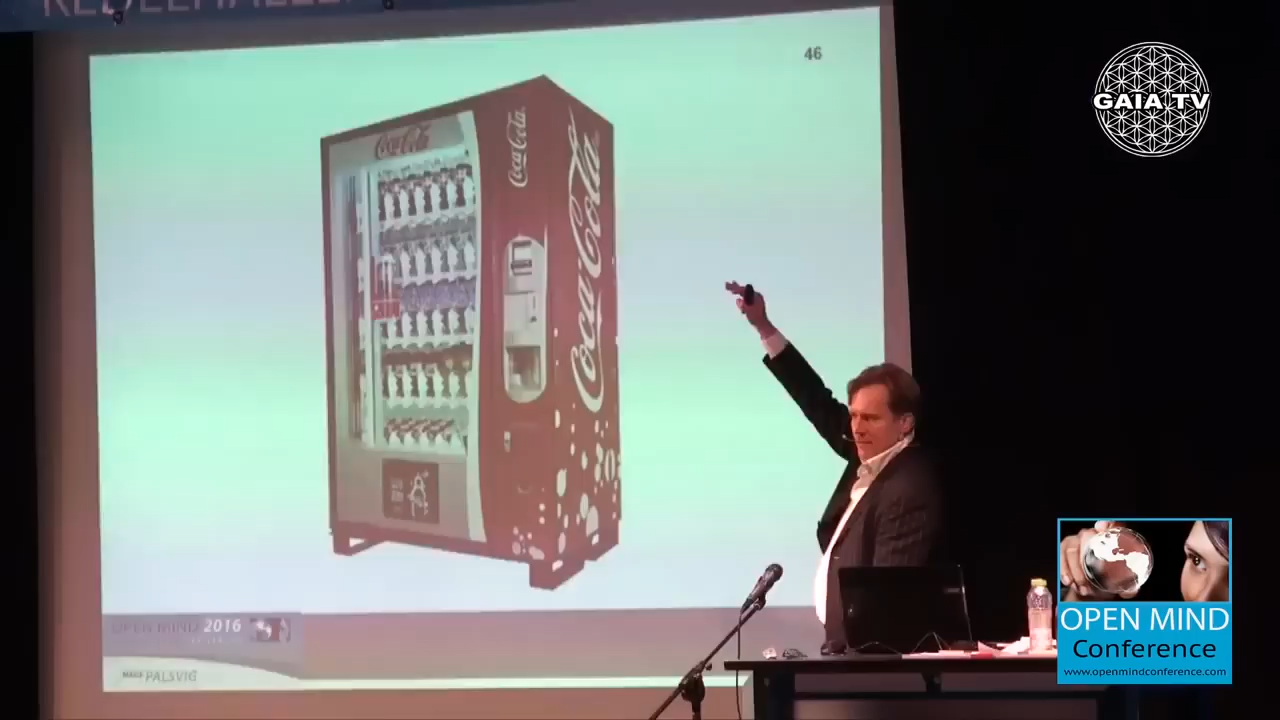 46
GAIA TV
Coca-Cola
Coca-Cola
Coca-Cola
OPEN MIND 2016
PALSVIG
OPEN MIND
Conference
www.openmindconference.com